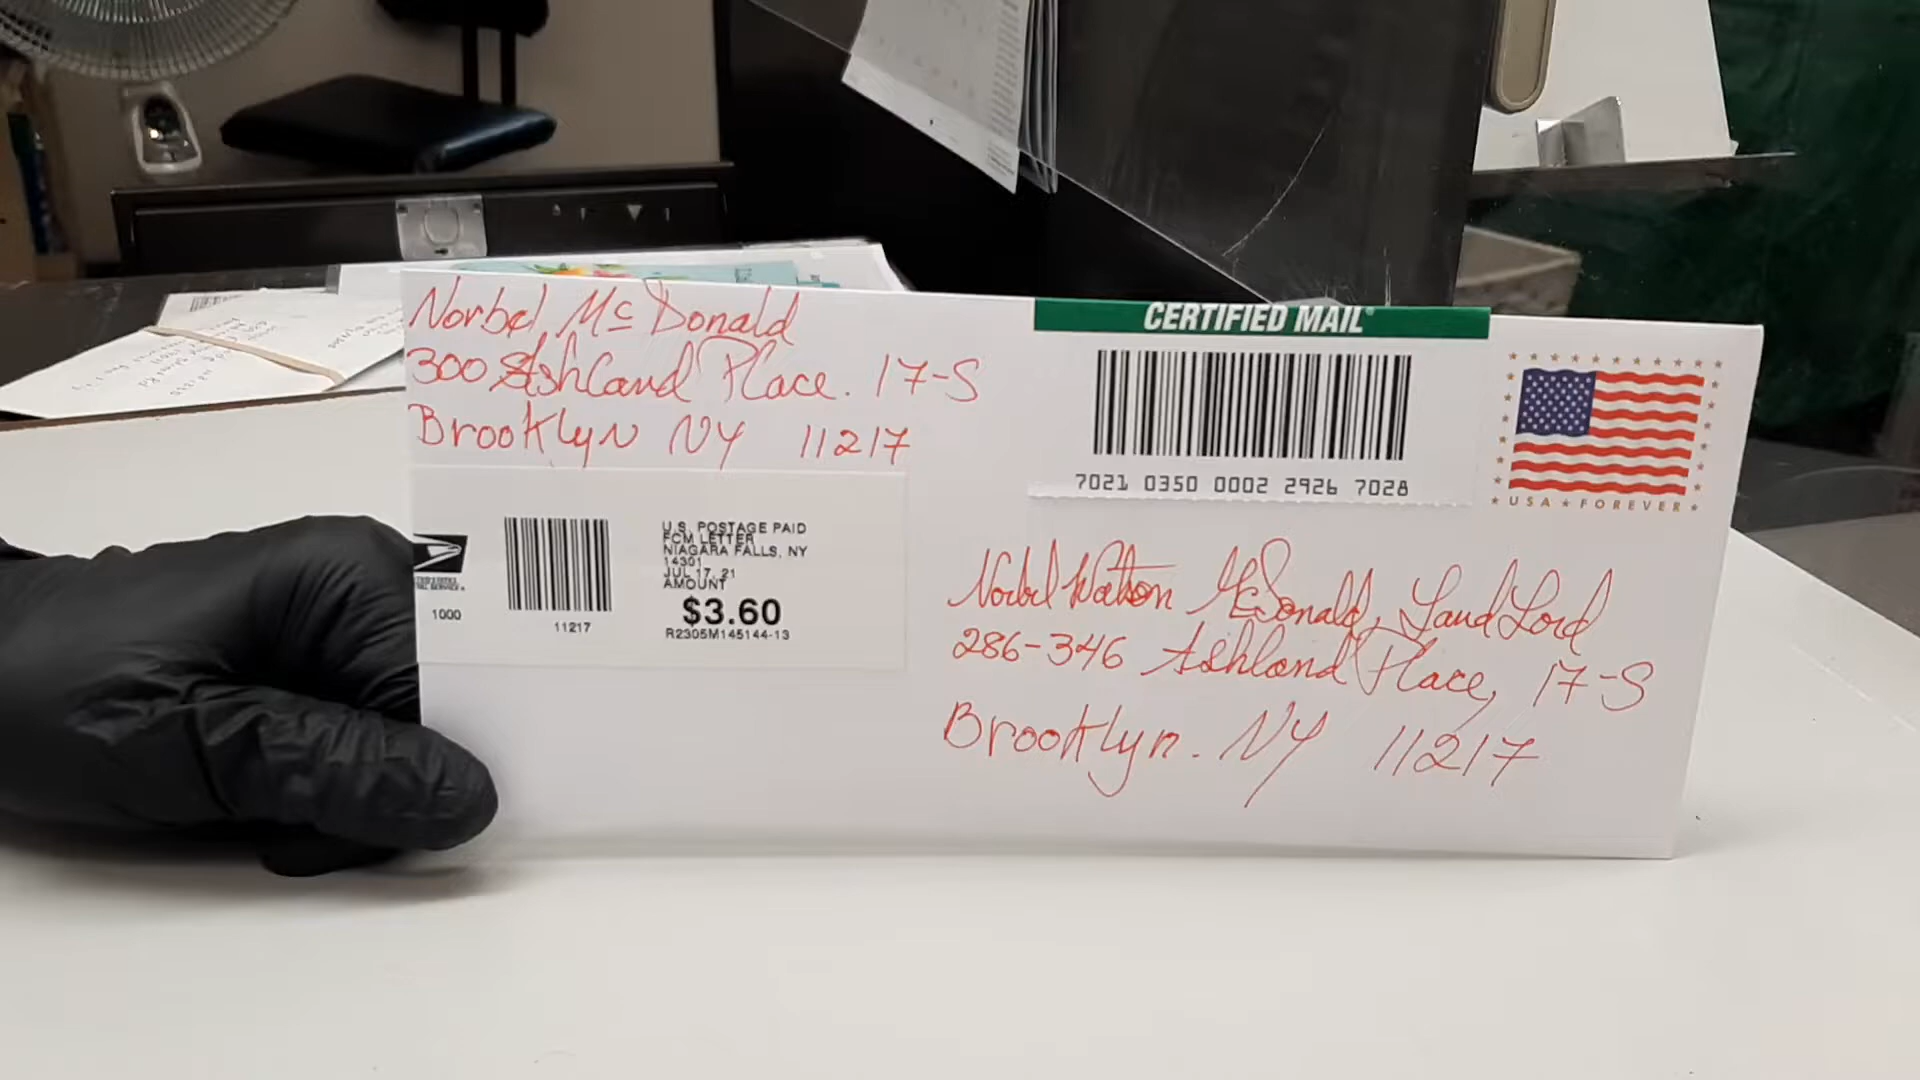 Norbel, Mc Donald
300 Ashland Place. 17-S
Brooklyn NY 11217
CERTIFIED MAIL®
7021 0350 0002 2926 7028
USA ★ FOREVER
U.S. POSTAGE PAID
FCM LETTER
NIAGARA FALLS, NY
14301
JUL 17, 21
AMOUNT
$3.60
R2305M145144-13
1000
11217
Norbel Watson McDonald, LandLord
286-346 Ashland Place, 17-S
Brooklyn. NY 11217